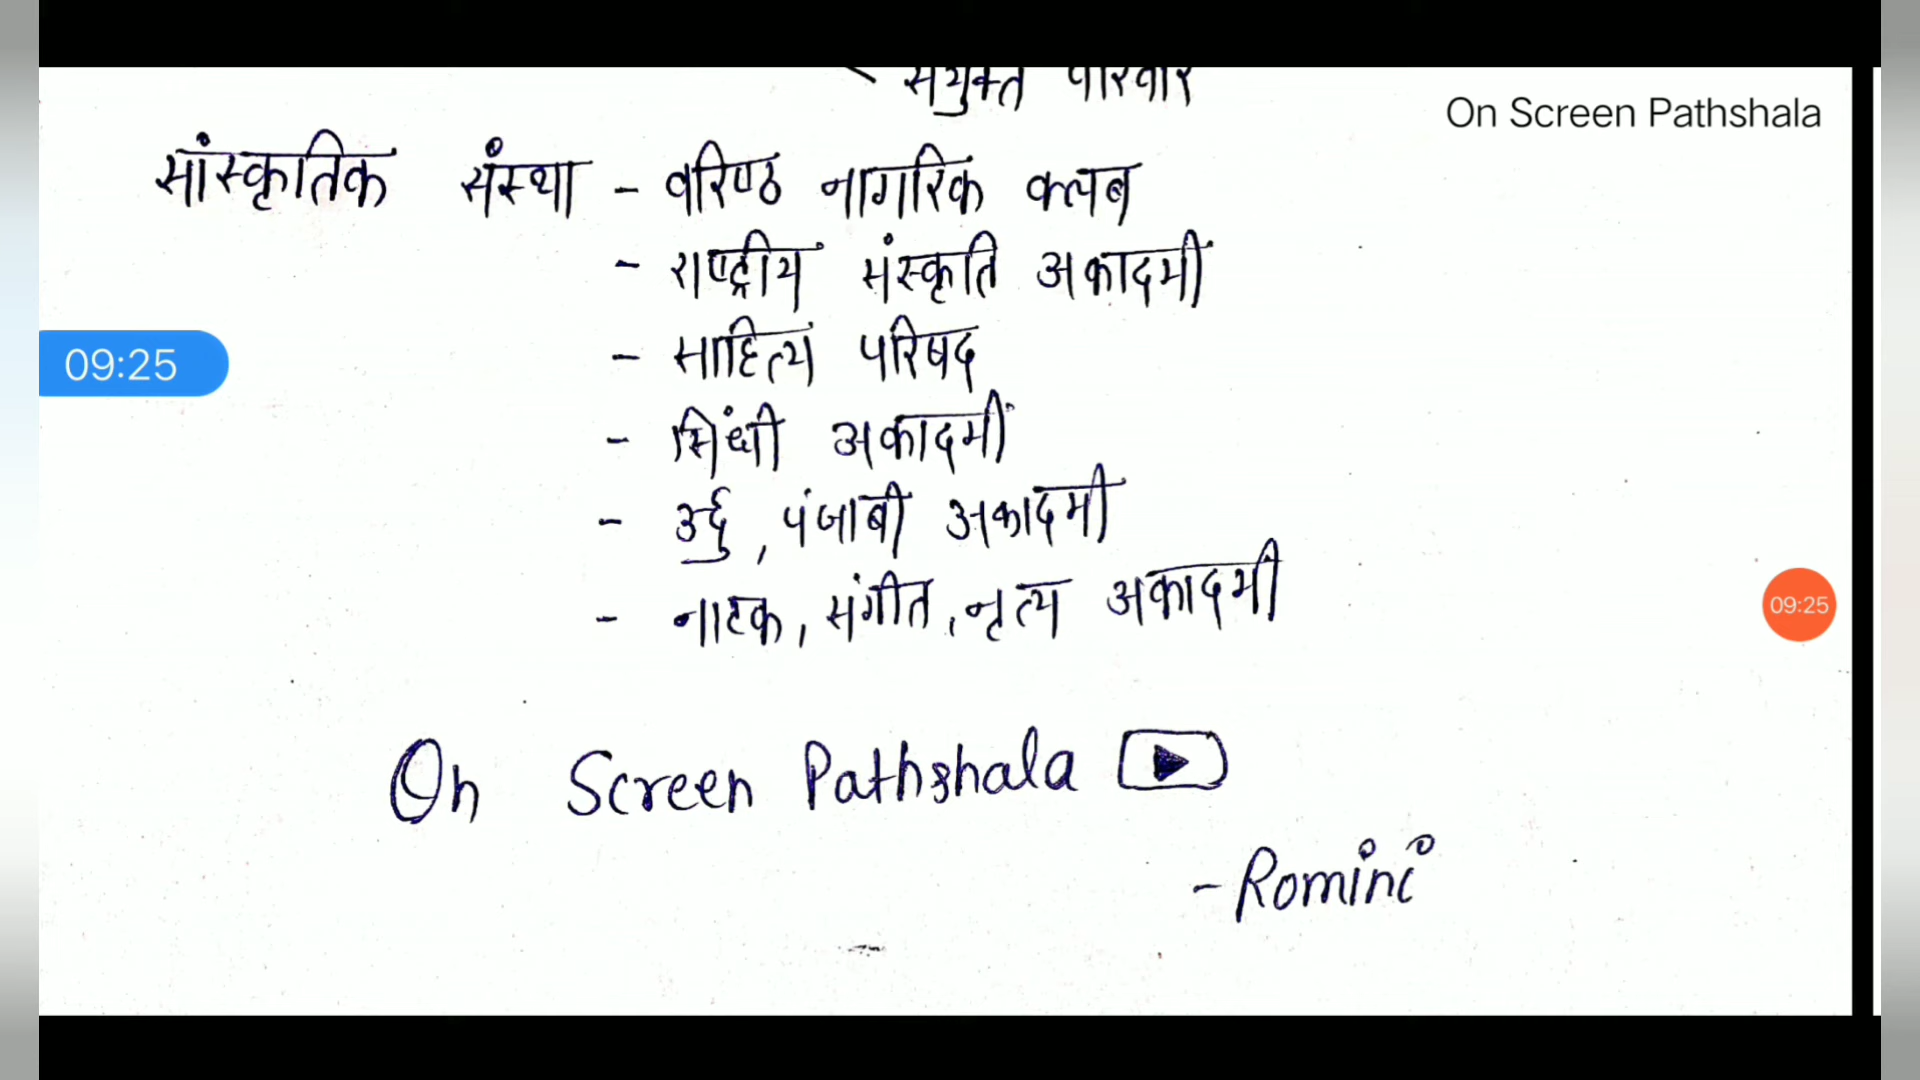 संयुक्त परिवार
On Screen Pathshala
सांस्कृतिक संस्था - वरिष्ठ नागरिक क्लब
- राष्ट्रीय संस्कृति अकादमी
- साहित्य परिषद
09:25
- सिंधी अकादमी
- उर्दु, पंजाबी अकादमी
- नाटक, संगीत, नृत्य अकादमी
09:25
On Screen Pathshala
- Romini